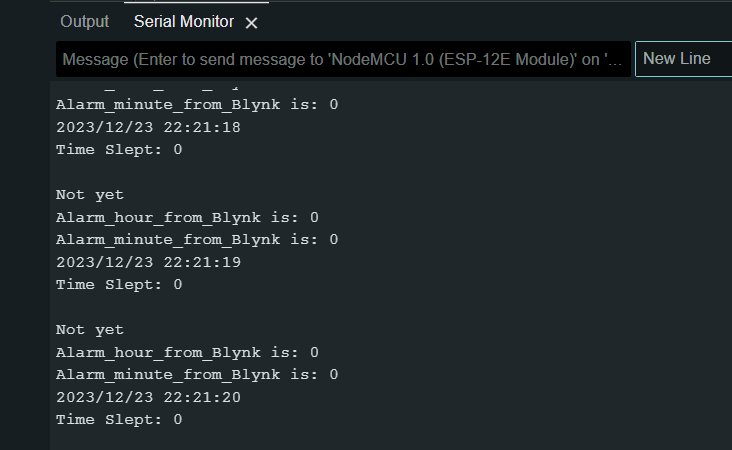 Output Serial Monitor
Message (Enter to send message to 'NodeMCU 1.0 (ESP-12E Module)' on '...
New Line
Alarm_minute_from_Blynk is: 0
2023/12/23 22:21:18
Time Slept: 0
Not yet
Alarm_hour_from_Blynk is: 0
Alarm_minute_from_Blynk is: 0
2023/12/23 22:21:19
Time Slept: 0
Not yet
Alarm_hour_from_Blynk is: 0
Alarm_minute_from_Blynk is: 0
2023/12/23 22:21:20
Time Slept: 0